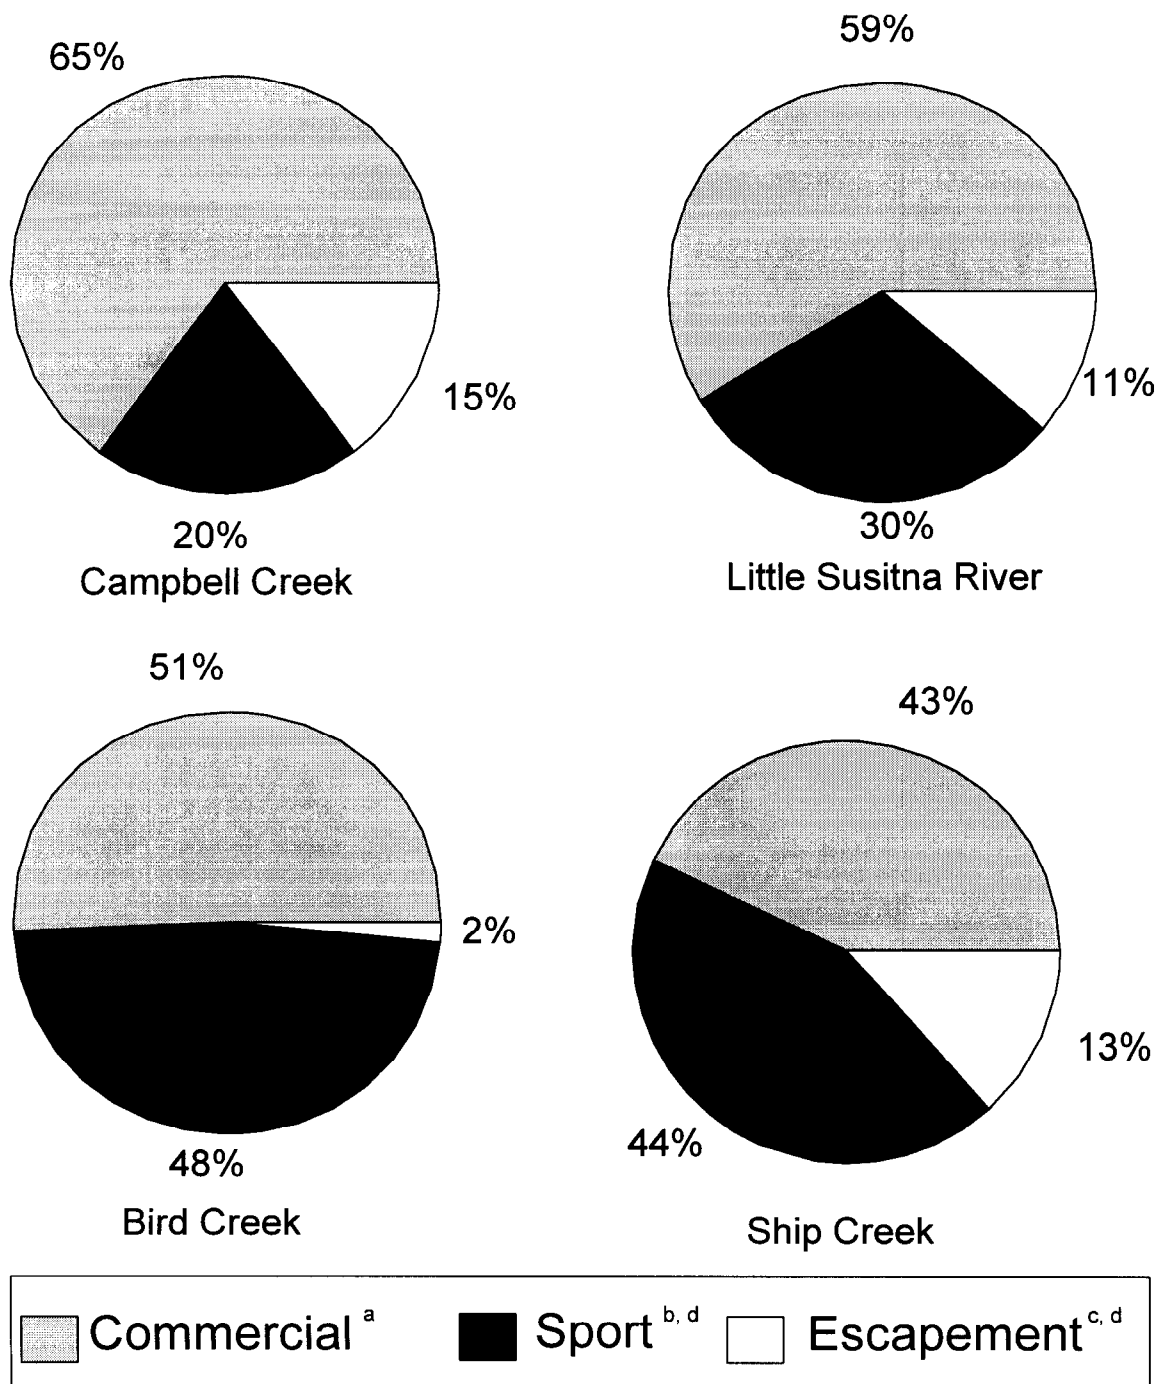 65%
15%
20%
Campbell Creek
59%
11%
30%
Little Susitna River
51%
2%
48%
Bird Creek
43%
13%
44%
Ship Creek
Commercial a Sport b, d Escapement c, d